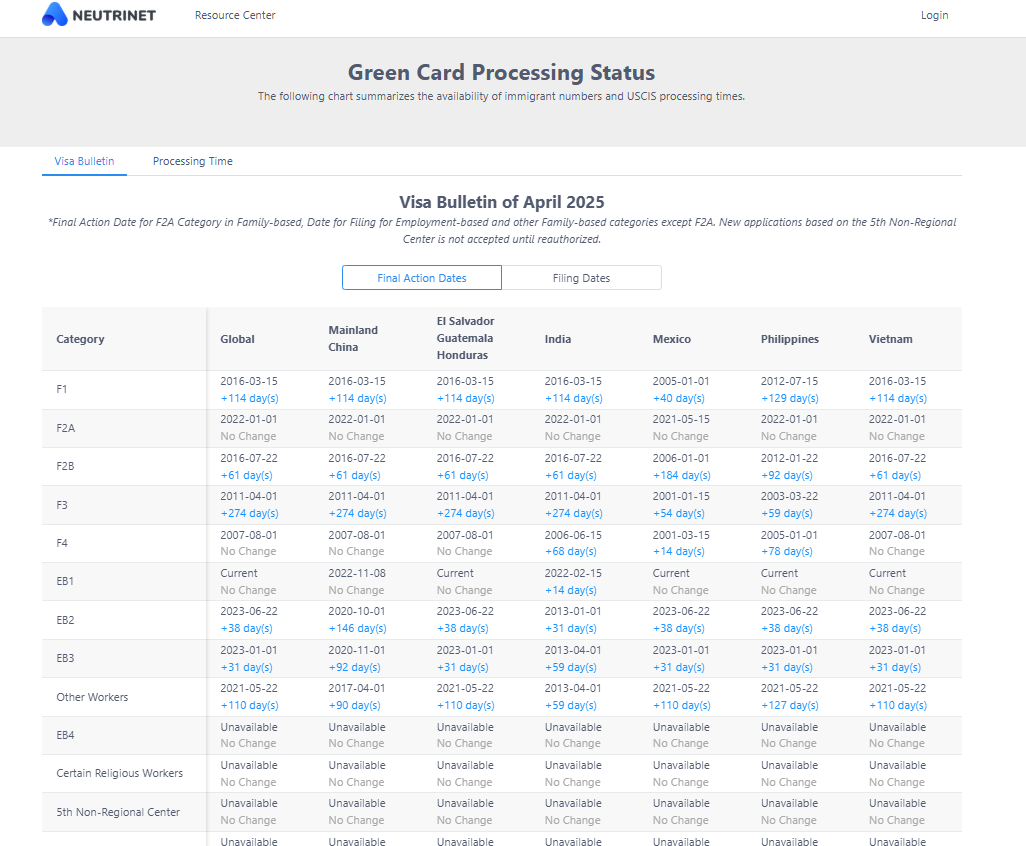 NEUTRINET Resource Center Login
Green Card Processing Status
The following chart summarizes the availability of immigrant numbers and USCIS processing times.
Visa Bulletin Processing Time
Visa Bulletin of April 2025
*Final Action Date for F2A Category in Family-based, Date for Filing for Employment-based and other Family-based categories except F2A. New applications based on the 5th Non-Regional
Center is not accepted until reauthorized.
Final Action Dates Filing Dates
Category Global Mainland China El Salvador Guatemala Honduras India Mexico Philippines Vietnam
F1 2016-03-15 2016-03-15 2016-03-15 2016-03-15 2005-01-01 2012-07-15 2016-03-15
+114 day(s) +114 day(s) +114 day(s) +114 day(s) +40 day(s) +129 day(s) +114 day(s)
F2A 2022-01-01 2022-01-01 2022-01-01 2022-01-01 2021-05-15 2022-01-01 2022-01-01
No Change No Change No Change No Change No Change No Change No Change
F2B 2016-07-22 2016-07-22 2016-07-22 2016-07-22 2006-01-01 2012-01-22 2016-07-22
+61 day(s) +61 day(s) +61 day(s) +61 day(s) +184 day(s) +92 day(s) +61 day(s)
F3 2011-04-01 2011-04-01 2011-04-01 2011-04-01 2001-01-15 2003-03-22 2011-04-01
+274 day(s) +274 day(s) +274 day(s) +274 day(s) +54 day(s) +59 day(s) +274 day(s)
F4 2007-08-01 2007-08-01 2007-08-01 2006-06-15 2001-03-15 2005-01-01 2007-08-01
No Change No Change No Change +68 day(s) +14 day(s) +78 day(s) No Change
EB1 Current 2022-11-08 Current 2022-02-15 Current Current Current
No Change No Change No Change +14 day(s) No Change No Change No Change
EB2 2023-06-22 2020-10-01 2023-06-22 2013-01-01 2023-06-22 2023-06-22 2023-06-22
+38 day(s) +146 day(s) +38 day(s) +31 day(s) +38 day(s) +38 day(s) +38 day(s)
EB3 2023-01-01 2020-11-01 2023-01-01 2013-04-01 2023-01-01 2023-01-01 2023-01-01
+31 day(s) +92 day(s) +31 day(s) +59 day(s) +31 day(s) +31 day(s) +31 day(s)
Other Workers 2021-05-22 2017-04-01 2021-05-22 2013-04-01 2021-05-22 2021-05-22 2021-05-22
+110 day(s) +90 day(s) +110 day(s) +59 day(s) +110 day(s) +127 day(s) +110 day(s)
EB4 Unavailable Unavailable Unavailable Unavailable Unavailable Unavailable Unavailable
No Change No Change No Change No Change No Change No Change No Change
Certain Religious Workers Unavailable Unavailable Unavailable Unavailable Unavailable Unavailable Unavailable
No Change No Change No Change No Change No Change No Change No Change
5th Non-Regional Center Unavailable Unavailable Unavailable Unavailable Unavailable Unavailable Unavailable
No Change No Change No Change No Change No Change No Change No Change
Unavailable Unavailable Unavailable Unavailable Unavailable Unavailable Unavailable